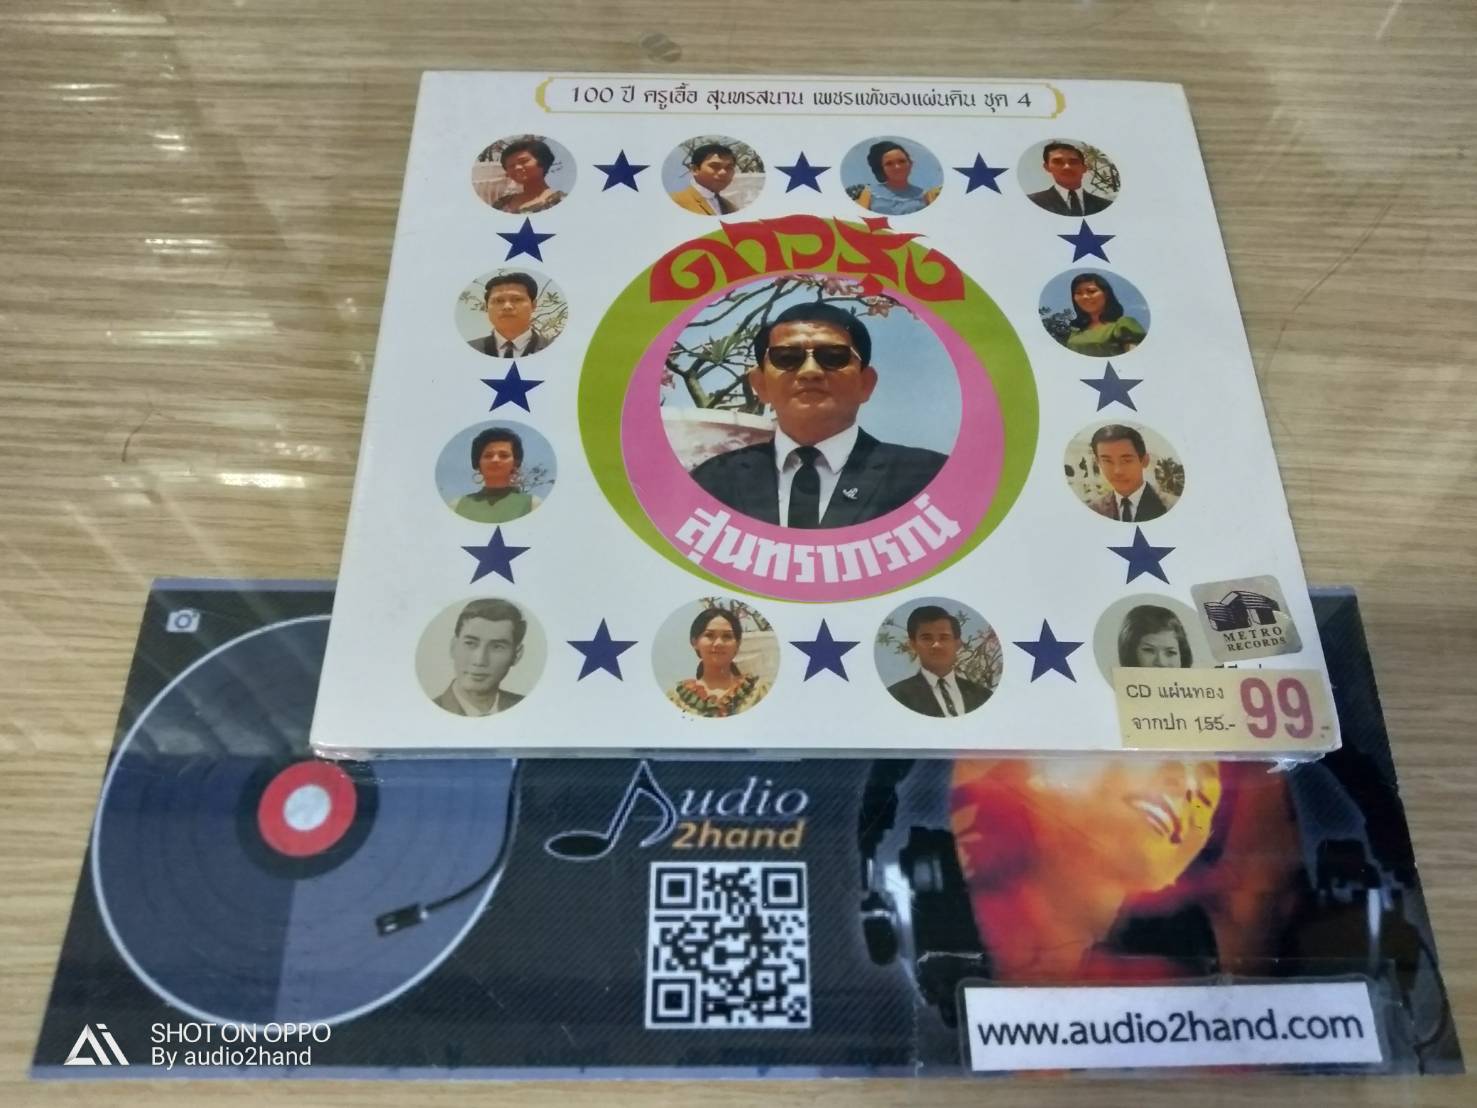 100 ปี ครูเอื้อ สุนทรสนาน เพชรแท้ของแผ่นดิน ชุด 4
ดาวรุ่ง
สุนทราภรณ์
METRO
RECORDS
CD แผ่นทอง
จากปก 155.- 99.-
Audio
2hand
www.audio2hand.com
SHOT ON OPPO
By audio2hand